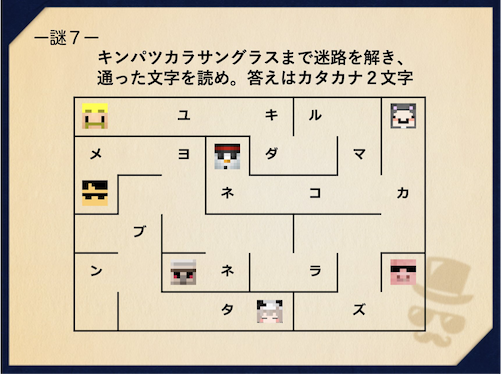 ー謎７ー
キンパツカラサングラスまで迷路を解き、
通った文字を読め。答えはカタカナ２文字
ユ キ ル
メ ヨ ダ マ
ネ コ カ
ブ
ン ネ ラ
タ ズ